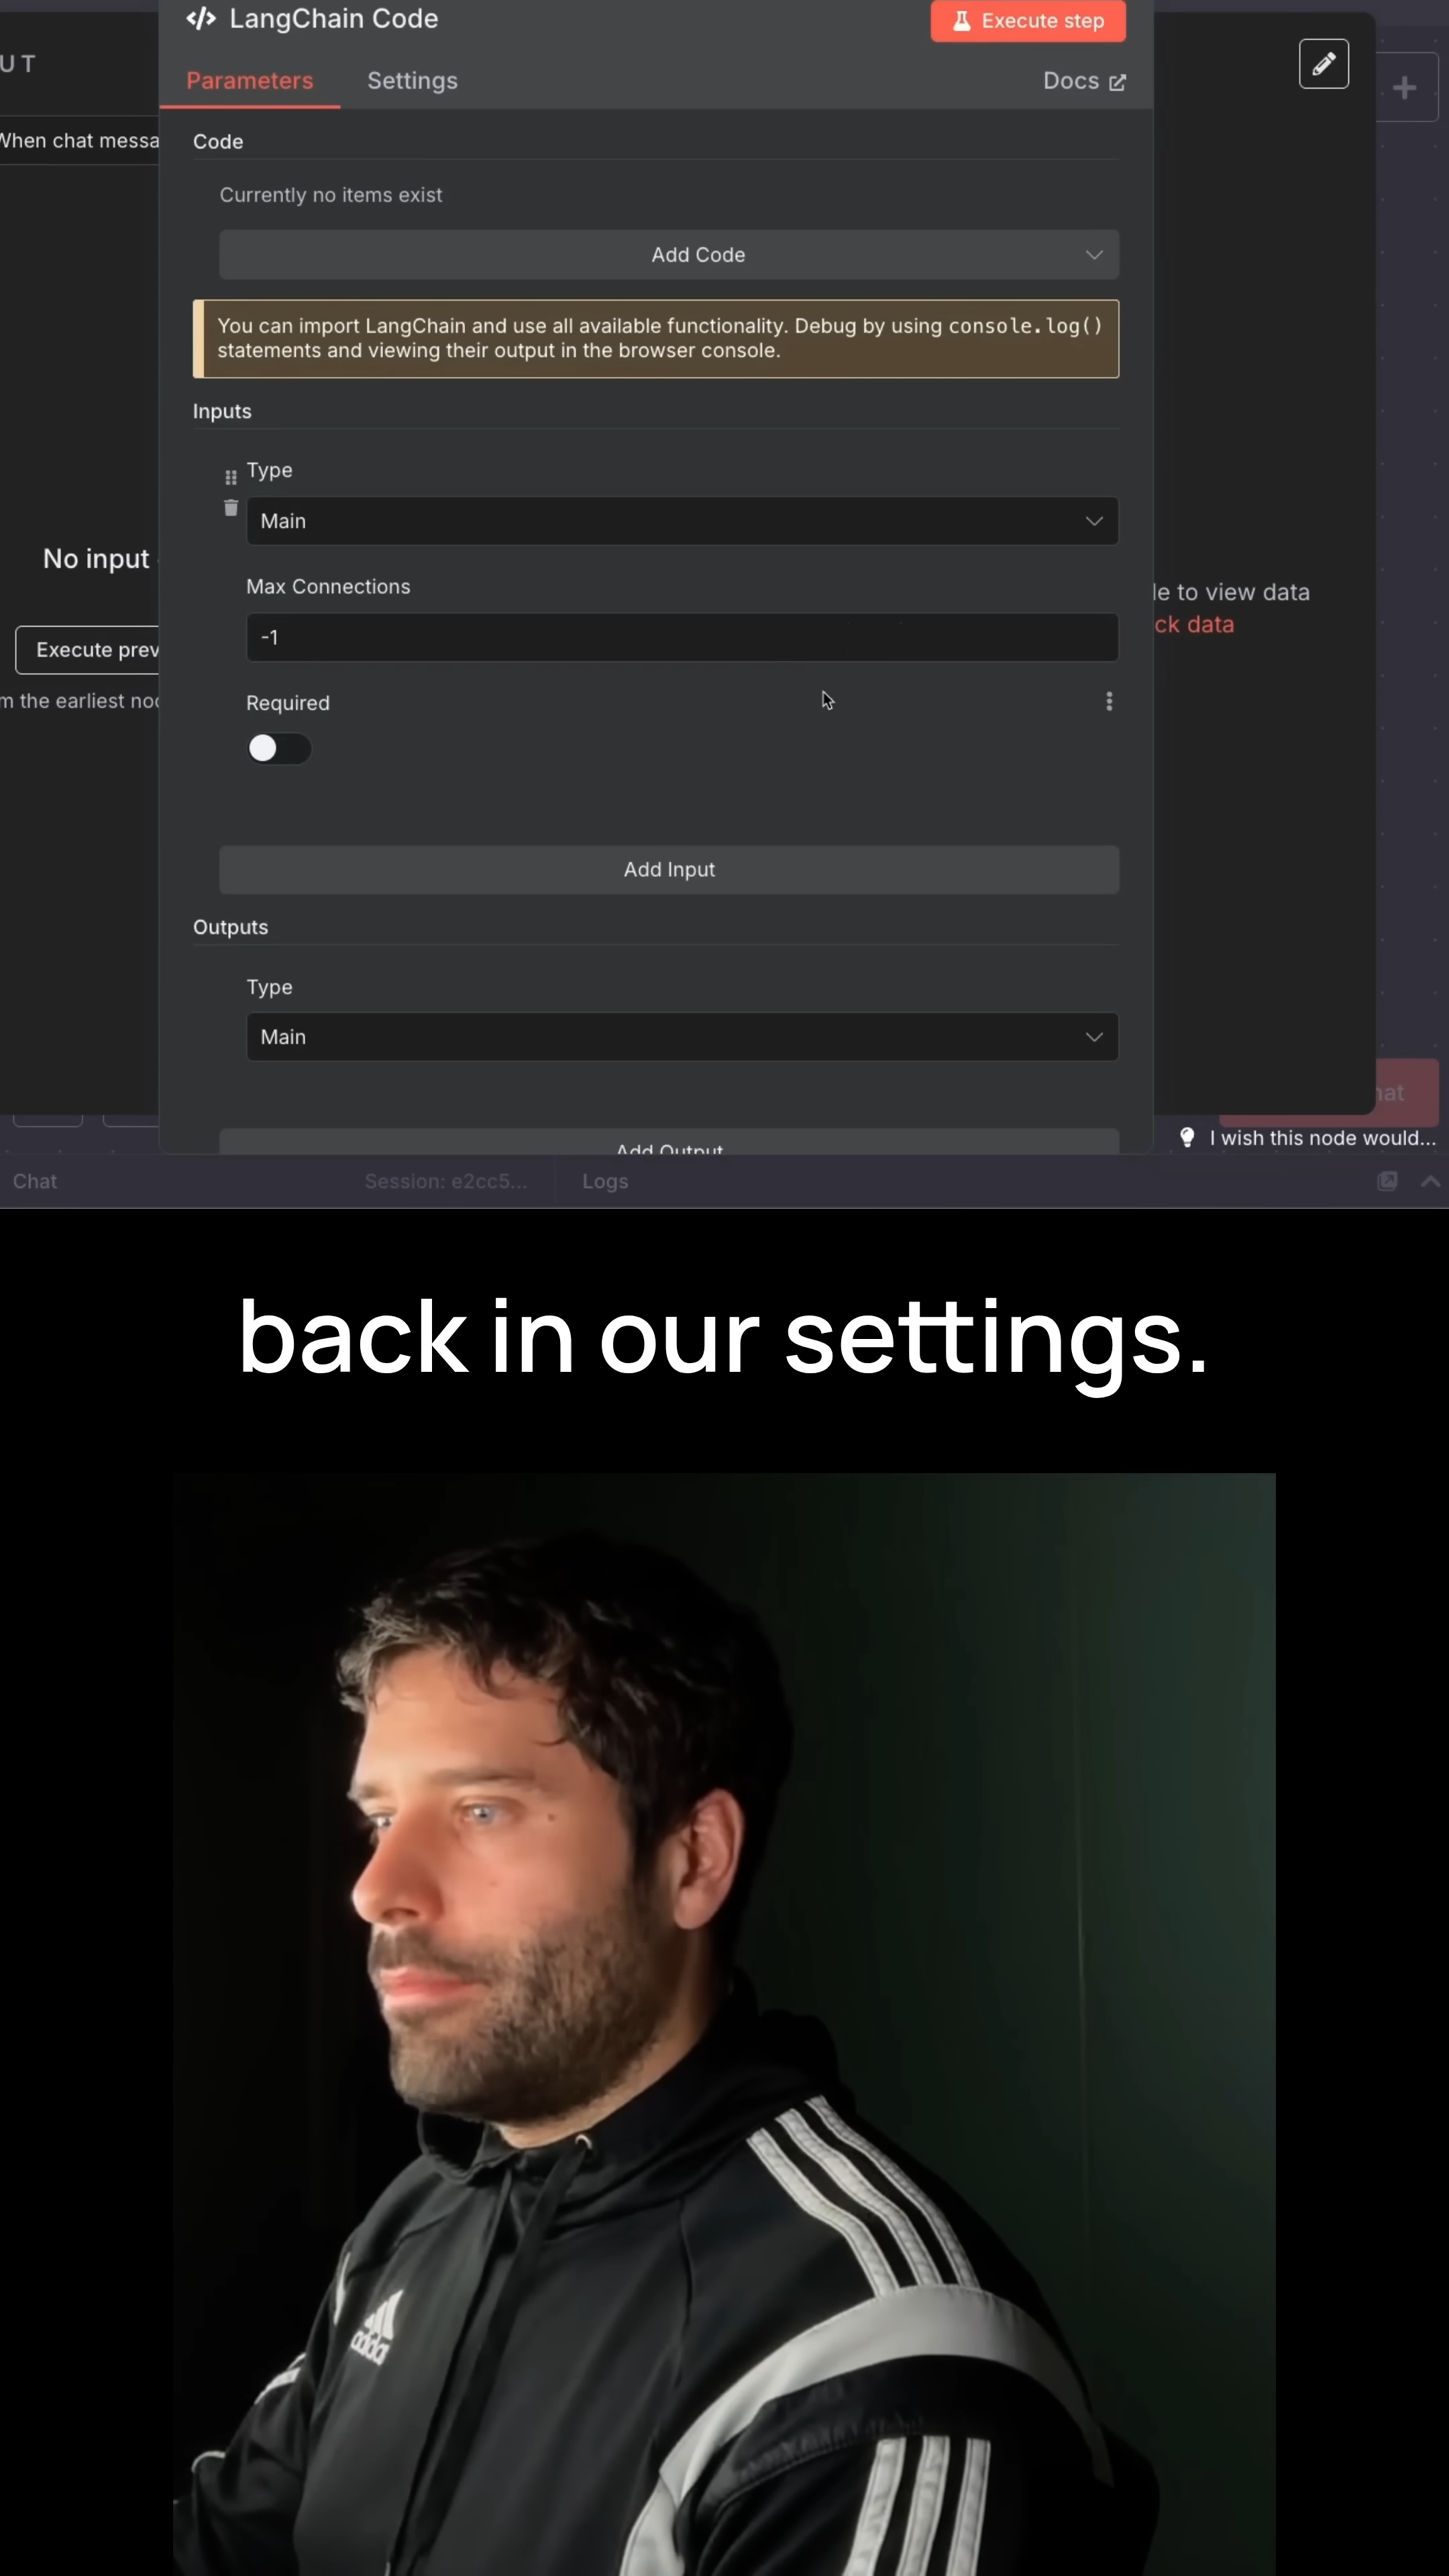 LangChain Code
Execute step
Parameters
Settings
Docs
UT
When chat messa
Code
Currently no items exist
Add Code
You can import LangChain and use all available functionality. Debug by using console.log()
statements and viewing their output in the browser console.
Inputs
Type
Main
No input
Max Connections
le to view data
ck data
-1
Execute prev
m the earliest noc
Required
Add Input
Outputs
Type
Main
hat
Add Output
I wish this node would...
Chat
Session: e2cc5...
Logs
back in our settings.
adida